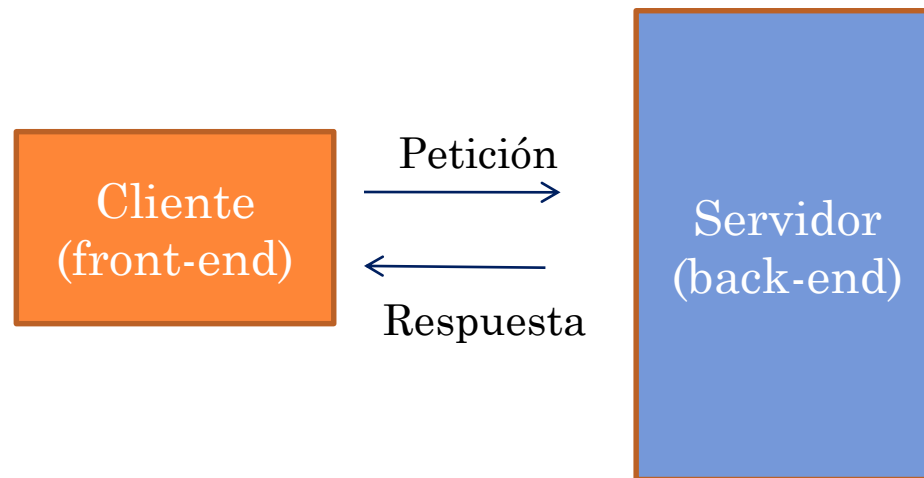 Cliente
(front-end)
Petición
Respuesta
Servidor
(back-end)